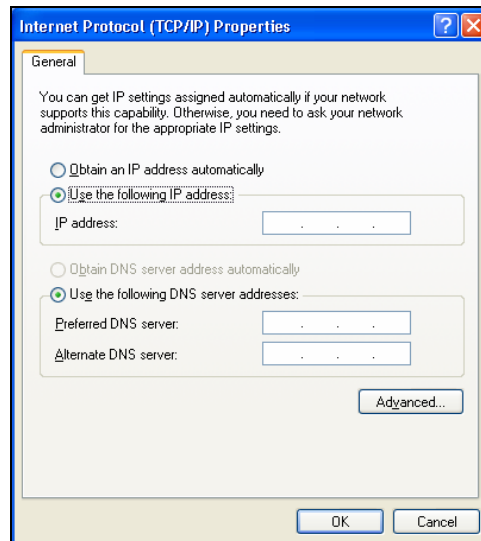 Internet Protocol (TCP/IP) Properties
General
You can get IP settings assigned automatically if your network
supports this capability. Otherwise, you need to ask your network
administrator for the appropriate IP settings.
Obtain an IP address automatically
Use the following IP address:
IP address: . . .
Obtain DNS server address automatically
Use the following DNS server addresses:
Preferred DNS server: . . .
Alternate DNS server: . . .
Advanced...
OK Cancel